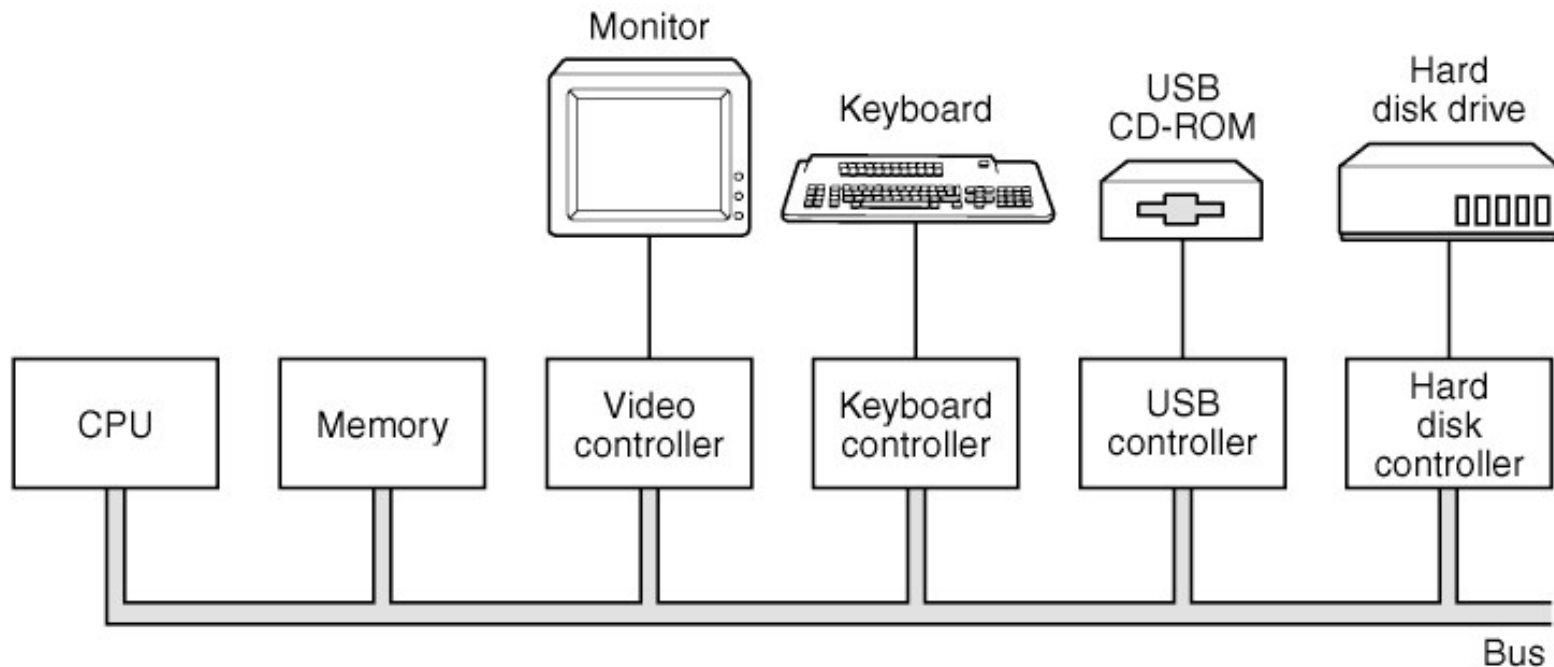 Monitor
Keyboard
USB
CD-ROM
Hard
disk drive
CPU
Memory
Video
controller
Keyboard
controller
USB
controller
Hard
disk
controller
Bus